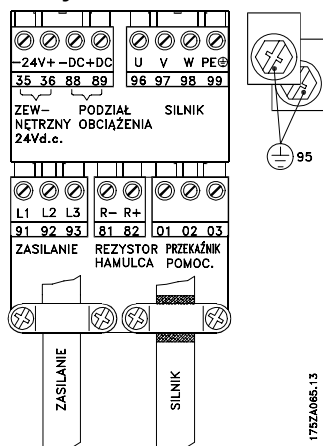 −24V+ −DC+DC
35 36 88 89
ZEW-
NĘTRZNY
24Vd.c.
PODZIAŁ
OBCIĄŻENIA
U V W PE
96 97 98 99
SILNIK
95
L1 L2 L3
91 92 93
ZASILANIE
R− R+
81 82
REZYSTOR
HAMULCA
01 02 03
PRZEKAŹNIK
POMOC.
ZASILANIE
SILNIK
175ZA065.13